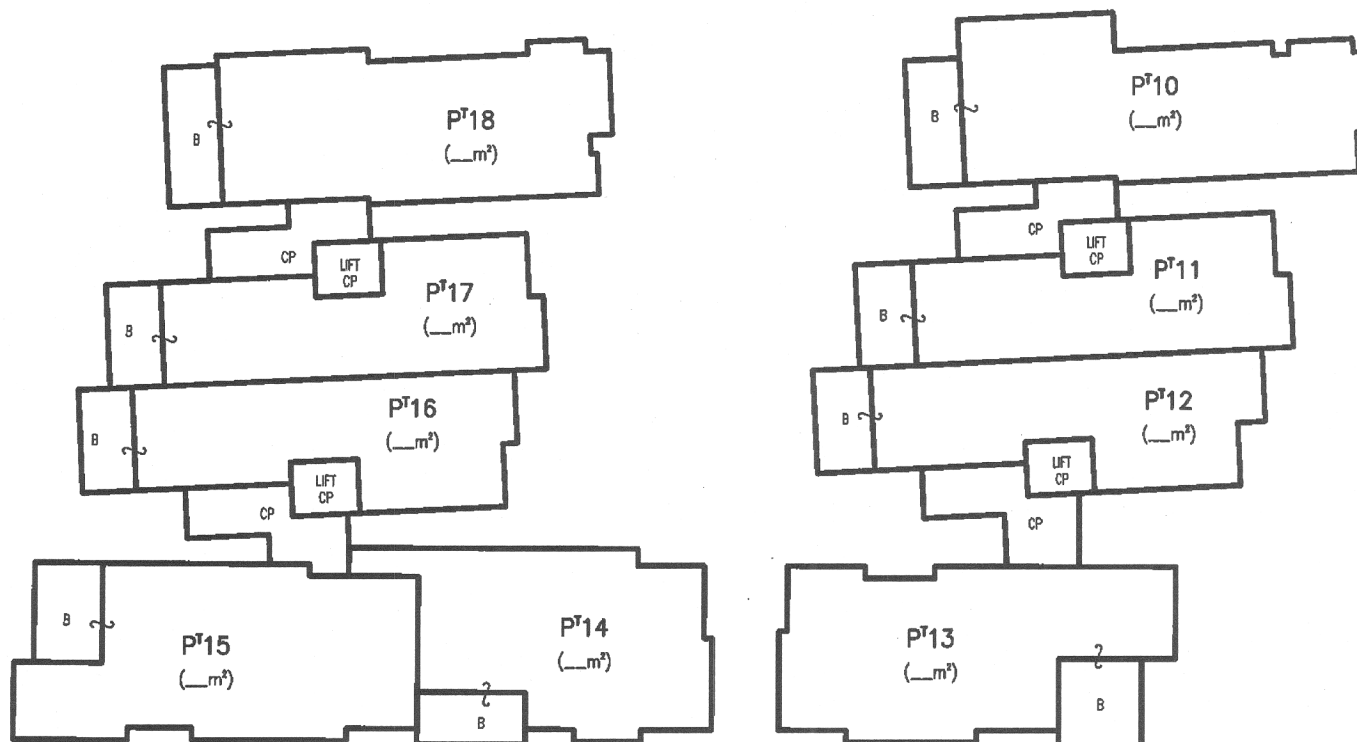 PT18
(__m²)
B
CP
LIFT
CP
PT17
(__m²)
B
PT16
(__m²)
B
LIFT
CP
CP
PT15
(__m²)
B
PT14
(__m²)
B
PT10
(__m²)
B
CP
LIFT
CP
PT11
(__m²)
B
PT12
(__m²)
B
LIFT
CP
CP
PT13
(__m²)
B